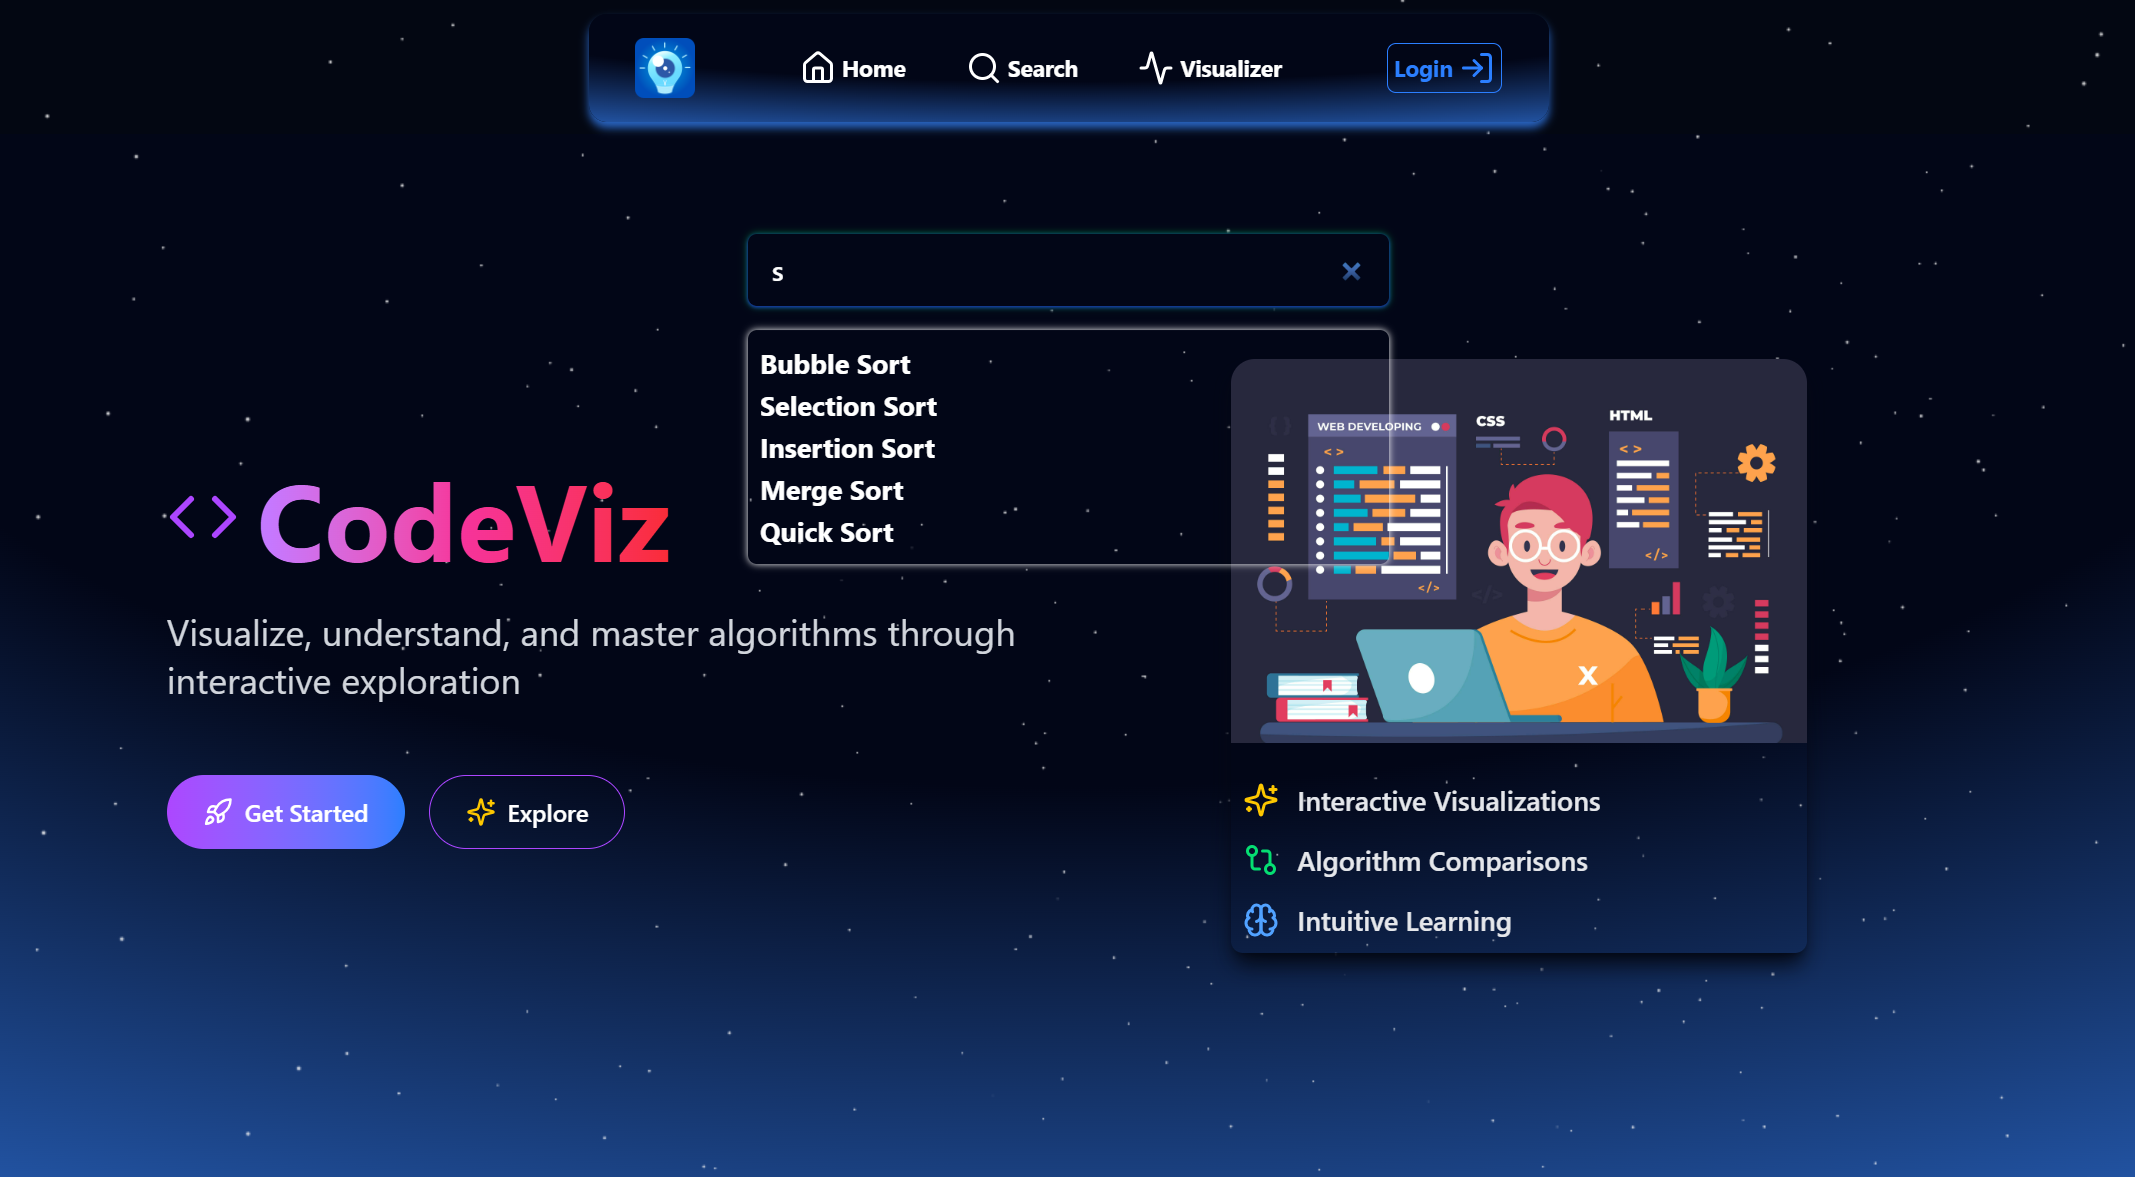 Home
Search
Visualizer
Login
s
Bubble Sort
Selection Sort
Insertion Sort
Merge Sort
Quick Sort
CodeViz
Visualize, understand, and master algorithms through
interactive exploration
Get Started
Explore
WEB DEVELOPING
< >
</>
CSS
HTML
< >
</>
</>
{ }
X
Interactive Visualizations
Algorithm Comparisons
Intuitive Learning